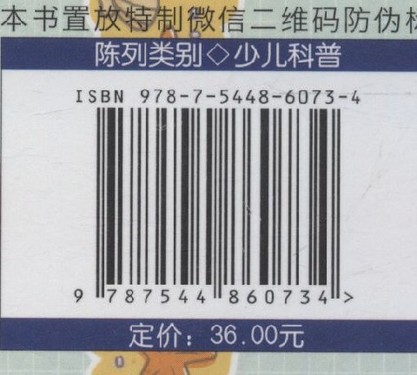 本书置放特制微信二维码防伪标
陈列类别◇少儿科普
ISBN 978-7-5448-6073-4
9 787544 860734 >
定价：36.00元